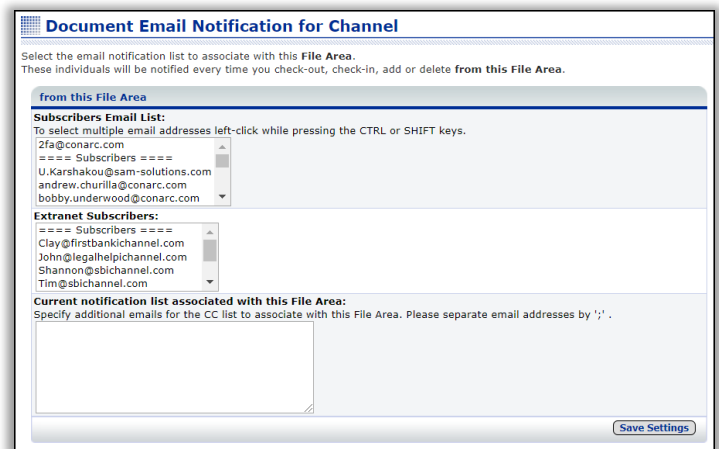 Document Email Notification for Channel
Select the email notification list to associate with this File Area.
These individuals will be notified every time you check-out, check-in, add or delete from this File Area.
from this File Area
Subscribers Email List:
To select multiple email addresses left-click while pressing the CTRL or SHIFT keys.
2fa@conarc.com
==== Subscribers ====
U.Karshakou@sam-solutions.com
andrew.churilla@conarc.com
bobby.underwood@conarc.com
Extranet Subscribers:
==== Subscribers ====
Clay@firstbankichannel.com
John@legalhelpichannel.com
Shannon@sbichannel.com
Tim@sbichannel.com
Current notification list associated with this File Area:
Specify additional emails for the CC list to associate with this File Area. Please separate email addresses by ';' .
Save Settings